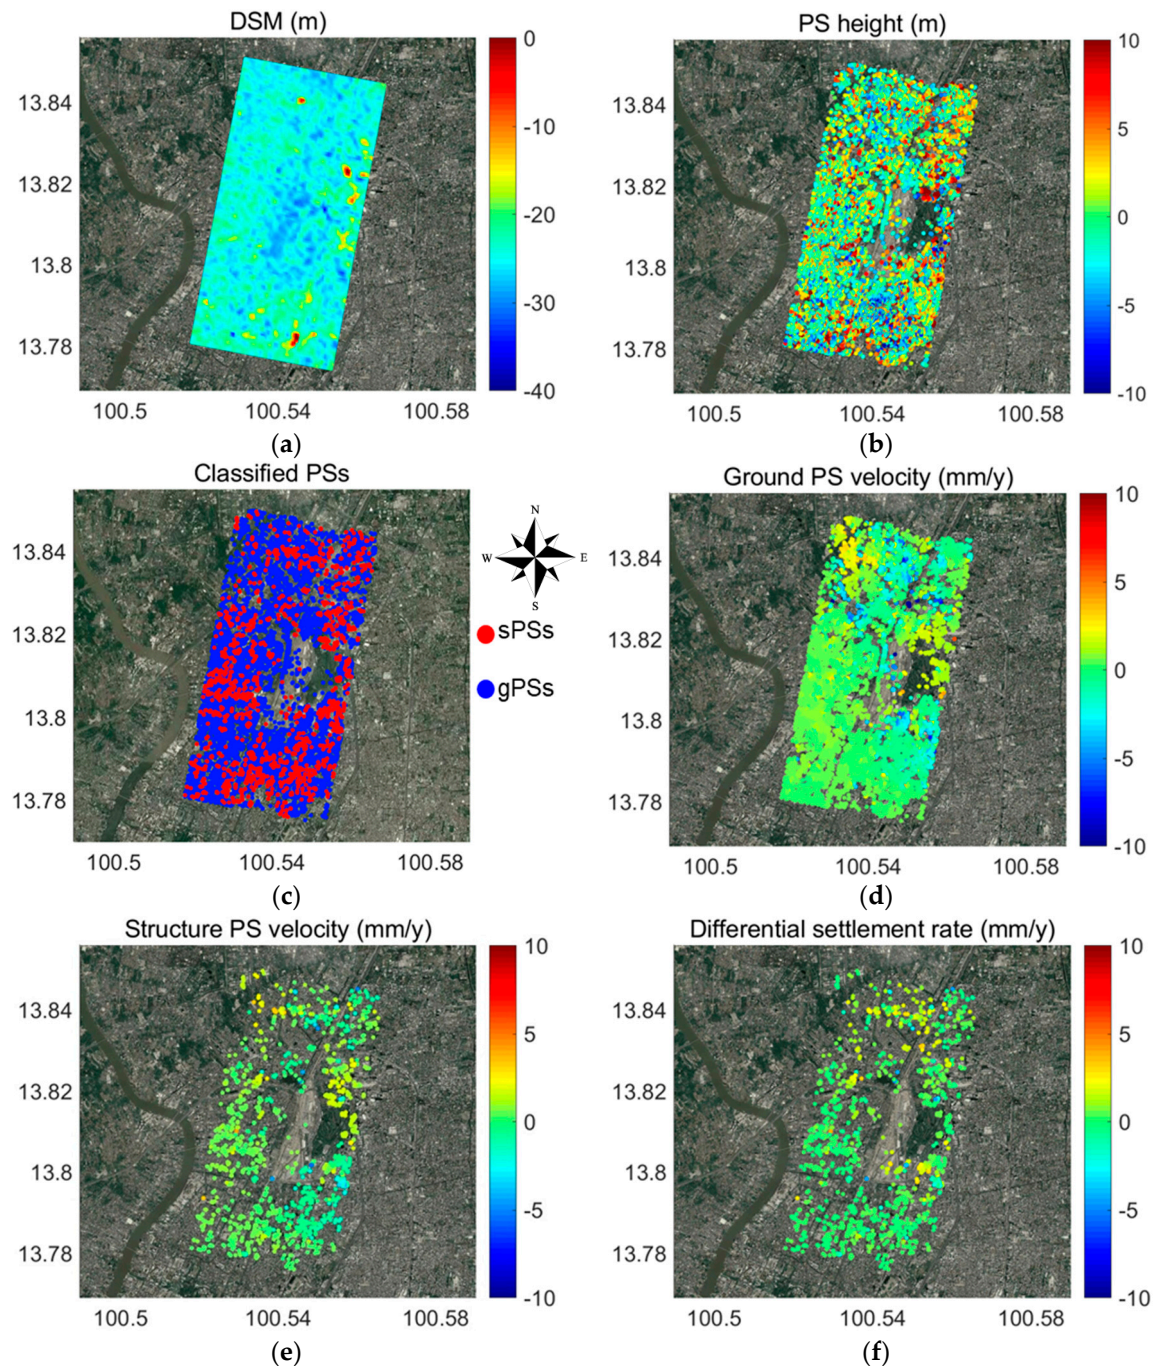 DSM (m)
0
-10
-20
-30
-40
13.84
13.82
13.8
13.78
100.5 100.54 100.58
(a)
PS height (m)
10
5
0
-5
-10
13.84
13.82
13.8
13.78
100.5 100.54 100.58
(b)
Classified PSs
13.84
13.82
13.8
13.78
100.5 100.54
N
W E
S
sPSs
gPSs
(c)
Ground PS velocity (mm/y)
10
5
0
-5
-10
13.84
13.82
13.8
13.78
100.5 100.54 100.58
(d)
Structure PS velocity (mm/y)
10
5
0
-5
-10
13.84
13.82
13.8
13.78
100.5 100.54 100.58
(e)
Differential settlement rate (mm/y)
10
5
0
-5
-10
13.84
13.82
13.8
13.78
100.5 100.54 100.58
(f)